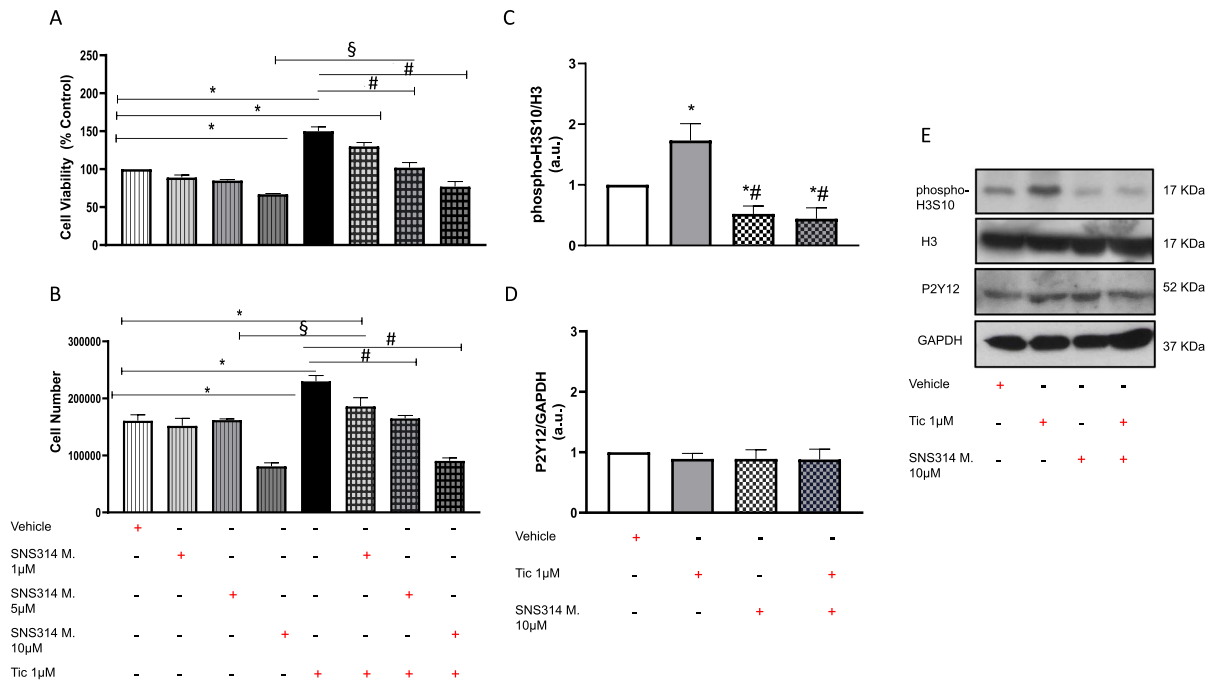 A
Cell Viability (% Control)
250
200
150
100
50
0
*
*
*
§
#
#
B
Cell Number
300000
200000
100000
0
*
§
#
*
#
*
Vehicle + - - - - - - -
SNS314 M. 1µM - + - - - + - -
SNS314 M. 5µM - - + - - - + -
SNS314 M. 10µM - - - + - - - +
Tic 1µM - - - - + + + +
C
phospho-H3S10/H3
(a.u.)
3
2
1
0
*
*#
*#
D
P2Y12/GAPDH
(a.u.)
3
2
1
0
Vehicle + - - -
Tic 1µM - + - +
SNS314 M. 10µM - - + +
E
phospho-
H3S10
17 KDa
H3
17 KDa
P2Y12
52 KDa
GAPDH
37 KDa
Vehicle + - - -
Tic 1µM - + - +
SNS314 M. 10µM - - + +